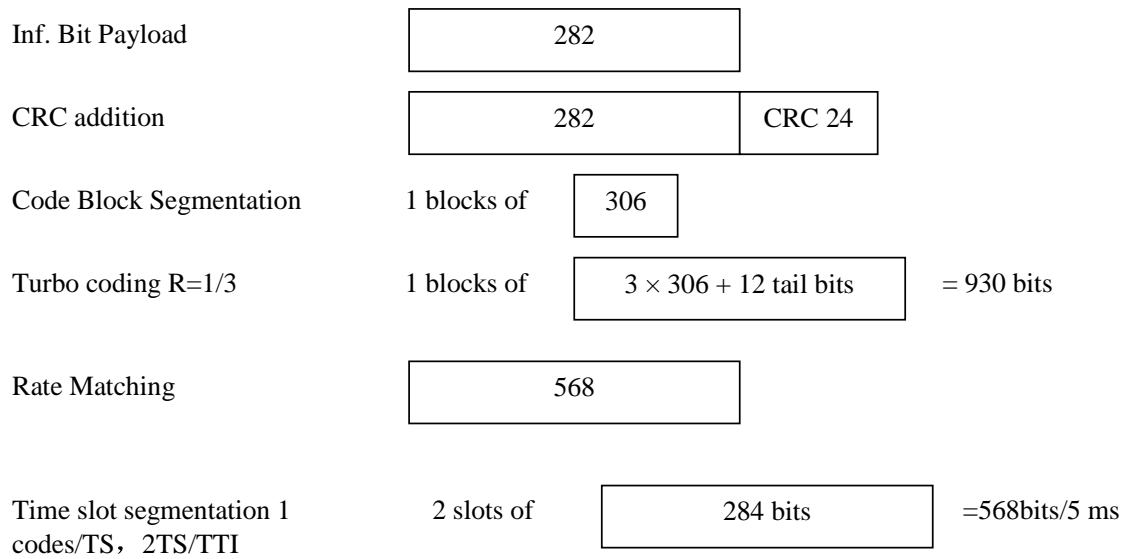 Inf. Bit Payload 282
CRC addition 282 CRC 24
Code Block Segmentation 1 blocks of 306
Turbo coding R=1/3 1 blocks of 3 × 306 + 12 tail bits = 930 bits
Rate Matching 568
Time slot segmentation 1 2 slots of 284 bits =568bits/5 ms
codes/TS，2TS/TTI